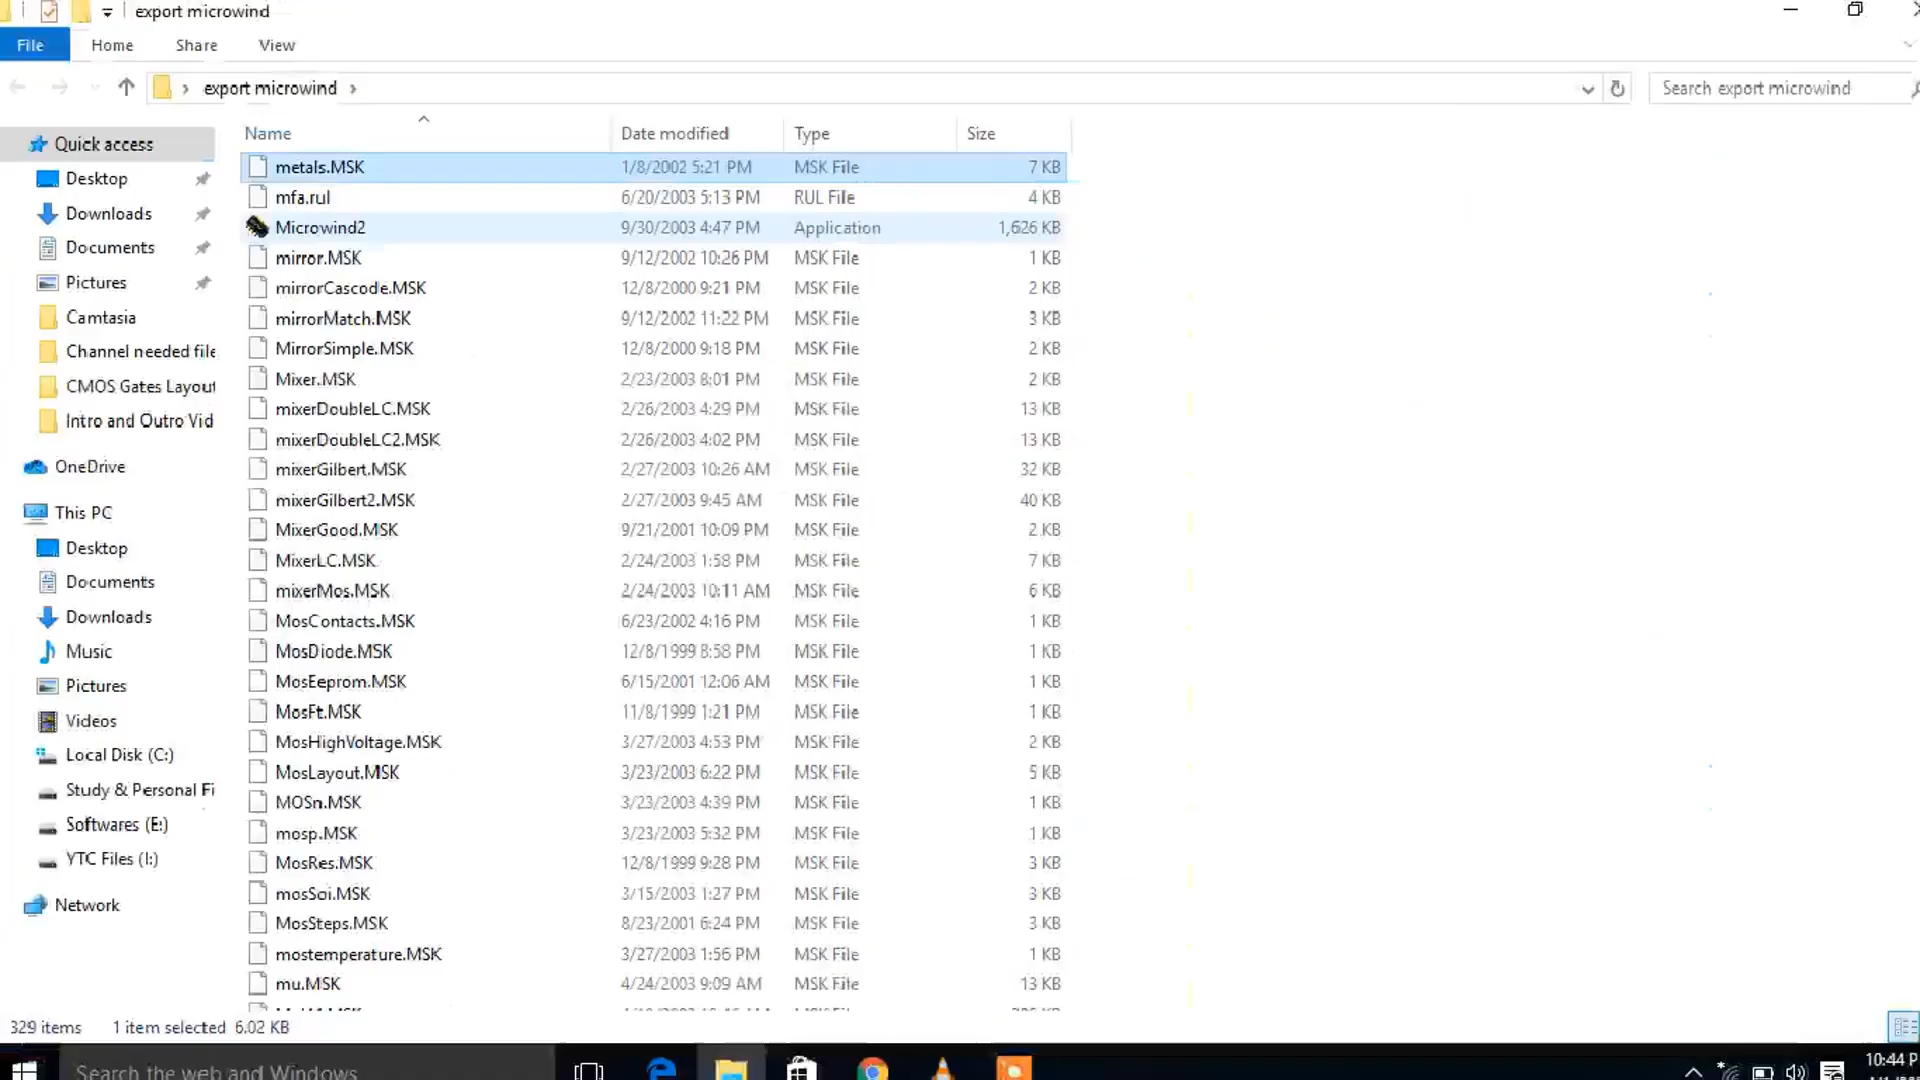 export microwind
File Home Share View
export microwind
Search export microwind
Name Date modified Type Size
Quick access
Desktop
Downloads
Documents
Pictures
Camtasia
Channel needed file
CMOS Gates Layout
Intro and Outro Vid
OneDrive
This PC
Desktop
Documents
Downloads
Music
Pictures
Videos
Local Disk (C:)
Study & Personal Fi
Softwares (E:)
YTC Files (I:)
Network
metals.MSK 1/8/2002 5:21 PM MSK File 7 KB
mfa.rul 6/20/2003 5:13 PM RUL File 4 KB
Microwind2 9/30/2003 4:47 PM Application 1,626 KB
mirror.MSK 9/12/2002 10:26 PM MSK File 1 KB
mirrorCascode.MSK 12/8/2000 9:21 PM MSK File 2 KB
mirrorMatch.MSK 9/12/2002 11:22 PM MSK File 3 KB
MirrorSimple.MSK 12/8/2000 9:18 PM MSK File 2 KB
Mixer.MSK 2/23/2003 8:01 PM MSK File 2 KB
mixerDoubleLC.MSK 2/26/2003 4:29 PM MSK File 13 KB
mixerDoubleLC2.MSK 2/26/2003 4:02 PM MSK File 13 KB
mixerGilbert.MSK 2/27/2003 10:26 AM MSK File 32 KB
mixerGilbert2.MSK 2/27/2003 9:45 AM MSK File 40 KB
MixerGood.MSK 9/21/2001 10:09 PM MSK File 2 KB
MixerLC.MSK 2/24/2003 1:58 PM MSK File 7 KB
mixerMos.MSK 2/24/2003 10:11 AM MSK File 6 KB
MosContacts.MSK 6/23/2002 4:16 PM MSK File 1 KB
MosDiode.MSK 12/8/1999 8:58 PM MSK File 1 KB
MosEeprom.MSK 6/15/2001 12:06 AM MSK File 1 KB
MosFt.MSK 11/8/1999 1:21 PM MSK File 1 KB
MosHighVoltage.MSK 3/27/2003 4:53 PM MSK File 2 KB
MosLayout.MSK 3/23/2003 6:22 PM MSK File 5 KB
MOSn.MSK 3/23/2003 4:39 PM MSK File 1 KB
mosp.MSK 3/23/2003 5:32 PM MSK File 1 KB
MosRes.MSK 12/8/1999 9:28 PM MSK File 3 KB
mosSoi.MSK 3/15/2003 1:27 PM MSK File 3 KB
MosSteps.MSK 8/23/2001 6:24 PM MSK File 3 KB
mostemperature.MSK 3/27/2003 1:56 PM MSK File 1 KB
mu.MSK 4/24/2003 9:09 AM MSK File 13 KB
329 items 1 item selected 6.02 KB
Search the web and Windows
10:44 P